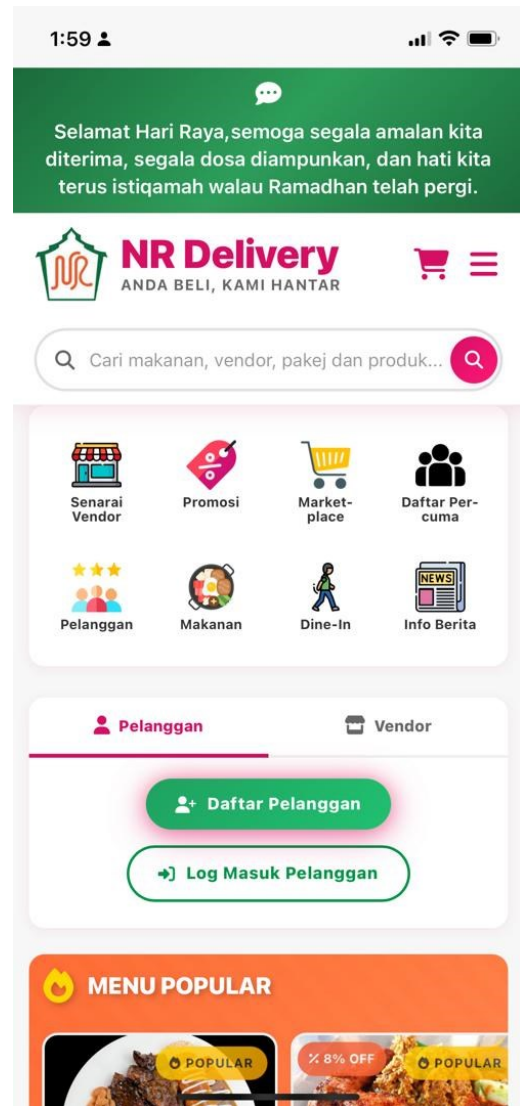 1:59
Selamat Hari Raya,semoga segala amalan kita
diterima, segala dosa diampunkan, dan hati kita
terus istiqamah walau Ramadhan telah pergi.
NR
NR Delivery
ANDA BELI, KAMI HANTAR
Cari makanan, vendor, pakej dan produk...
Senarai
Vendor
Promosi
Market-
place
Daftar Per-
cuma
Pelanggan
Makanan
Dine-In
NEWS
Info Berita
Pelanggan
Vendor
Daftar Pelanggan
Log Masuk Pelanggan
MENU POPULAR
POPULAR
% 8% OFF
POPULAR